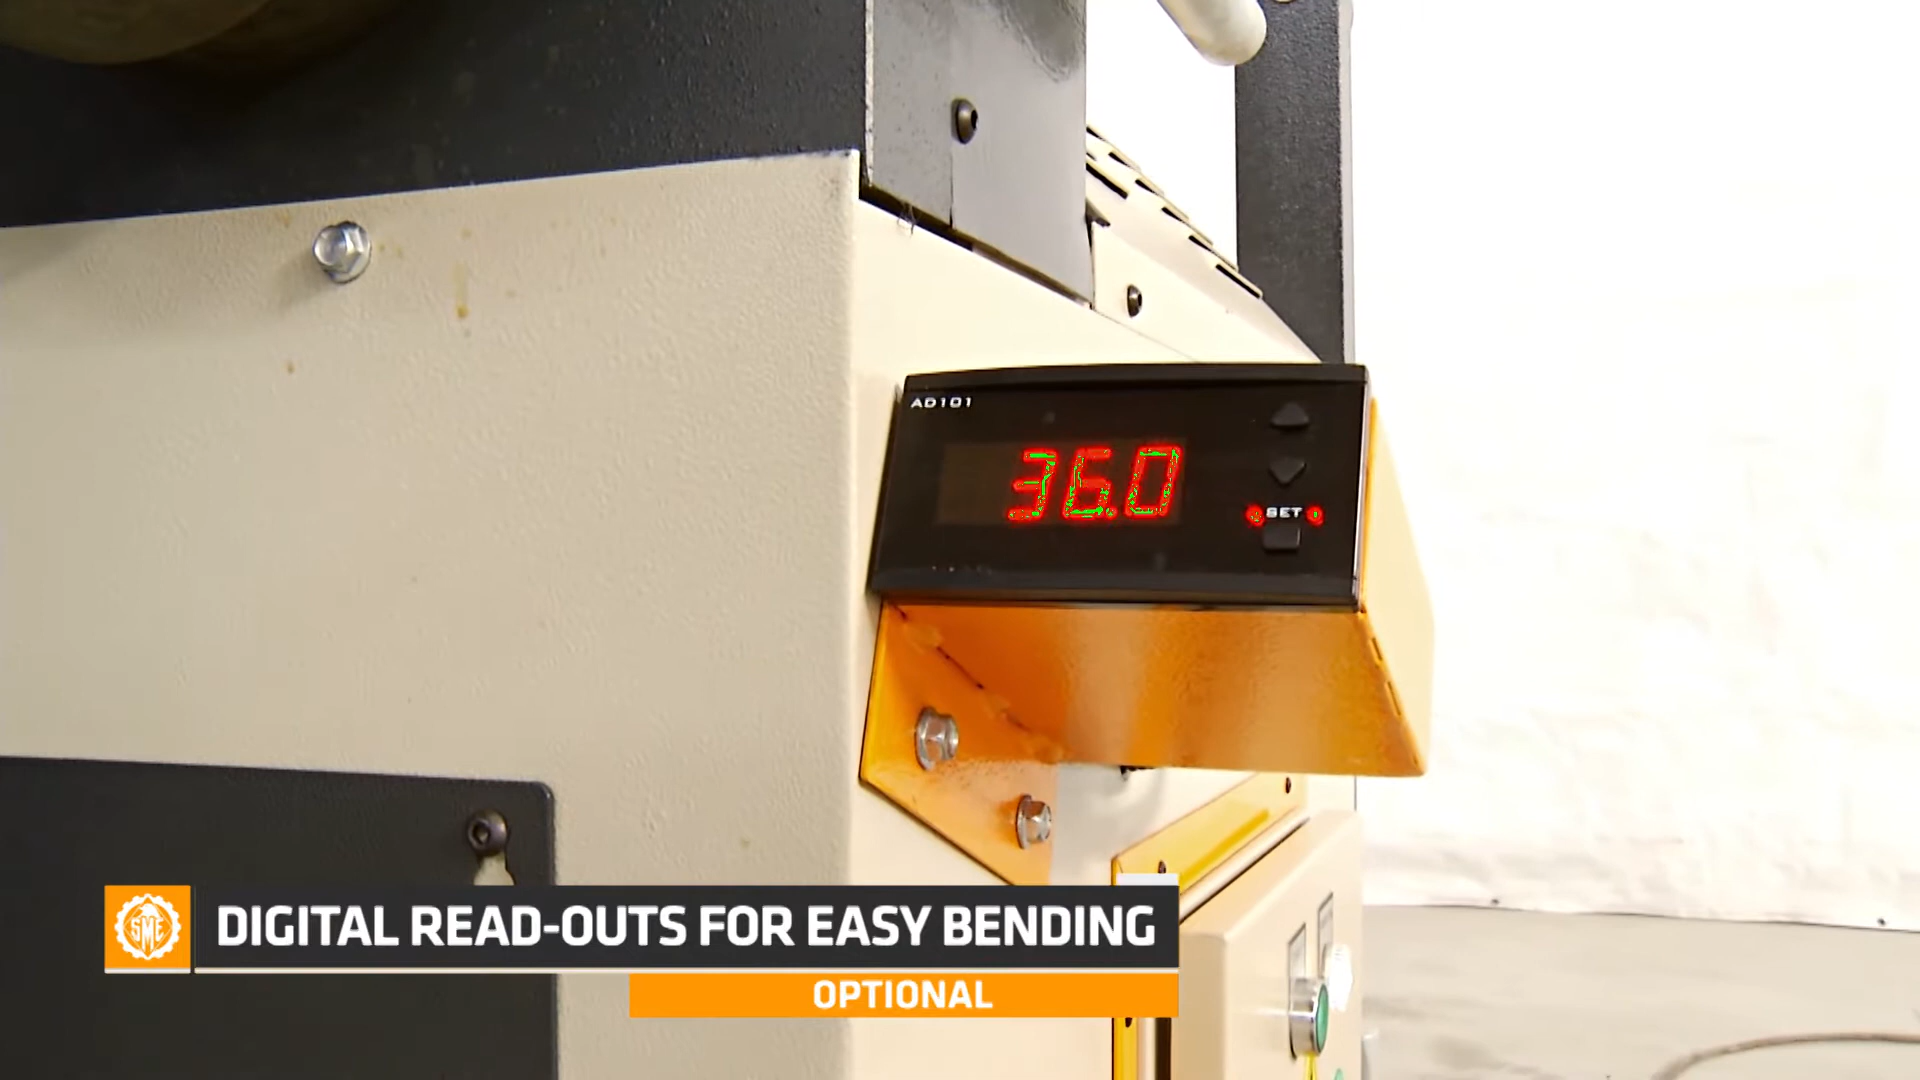 AD101
36.0
SET
SME
DIGITAL READ-OUTS FOR EASY BENDING
OPTIONAL